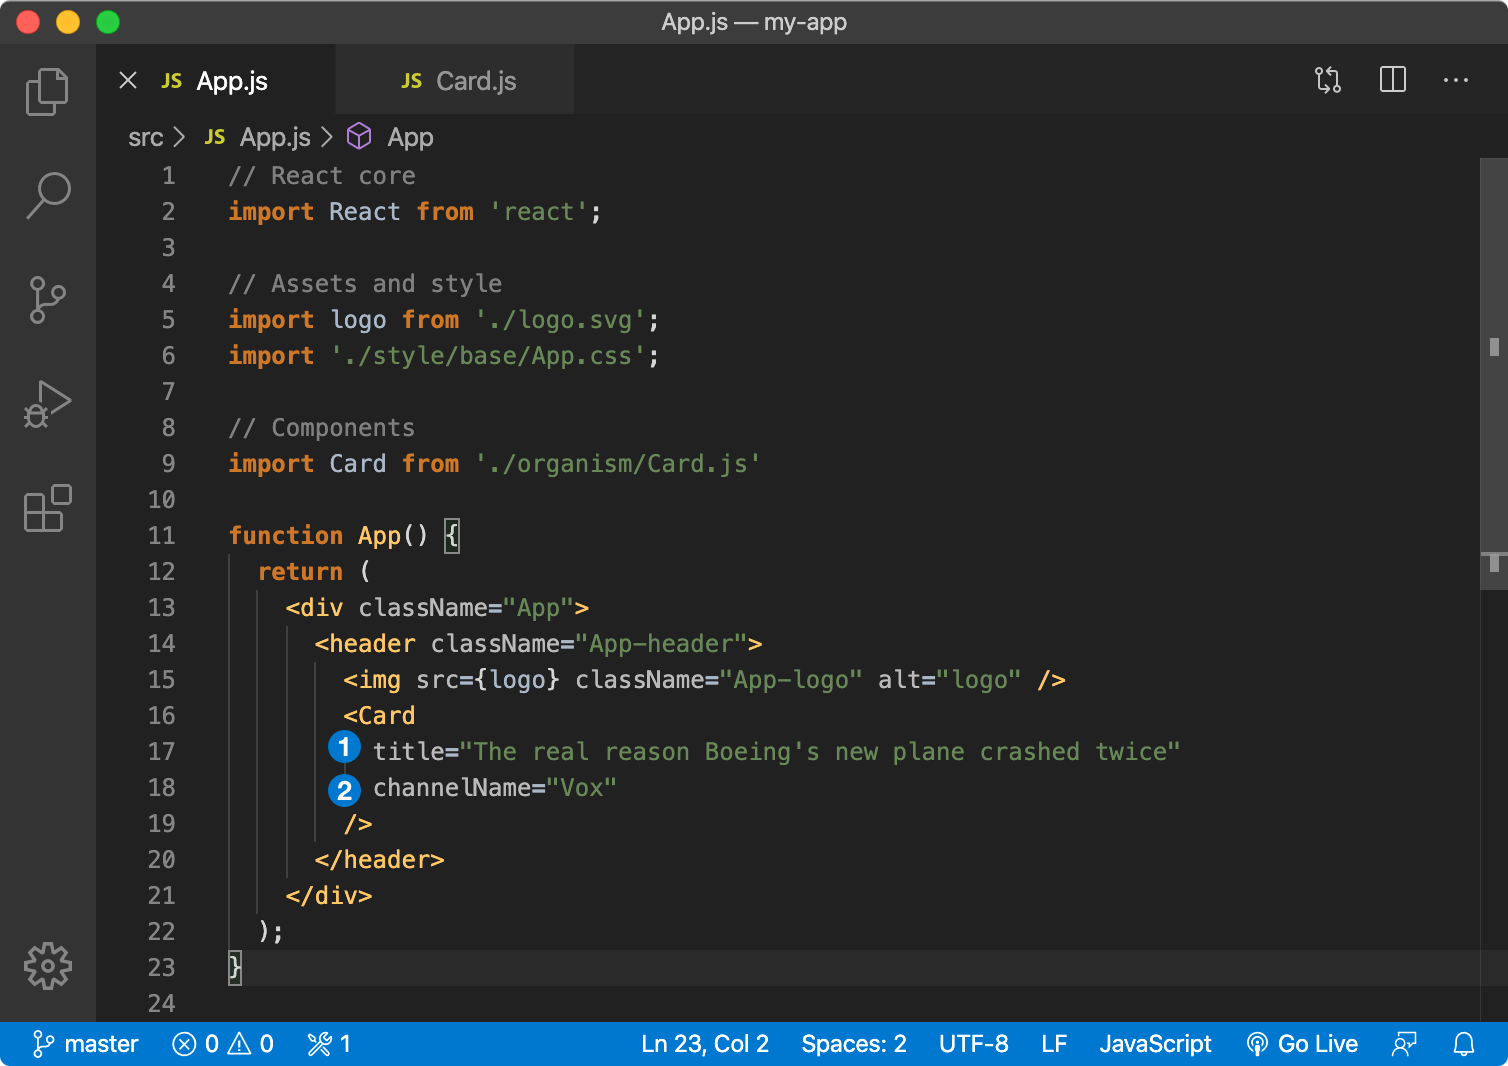 App.js — my-app
JS App.js JS Card.js
src > JS App.js > App
1 // React core
2 import React from 'react';
3
4 // Assets and style
5 import logo from './logo.svg';
6 import './style/base/App.css';
7
8 // Components
9 import Card from './organism/Card.js'
10
11 function App() {
12 return (
13 <div className="App">
14 <header className="App-header">
15 <img src={logo} className="App-logo" alt="logo" />
16 <Card
17 1 title="The real reason Boeing's new plane crashed twice"
18 2 channelName="Vox"
19 />
20 </header>
21 </div>
22 );
23 }
24
master 0 0 1 Ln 23, Col 2 Spaces: 2 UTF-8 LF JavaScript Go Live